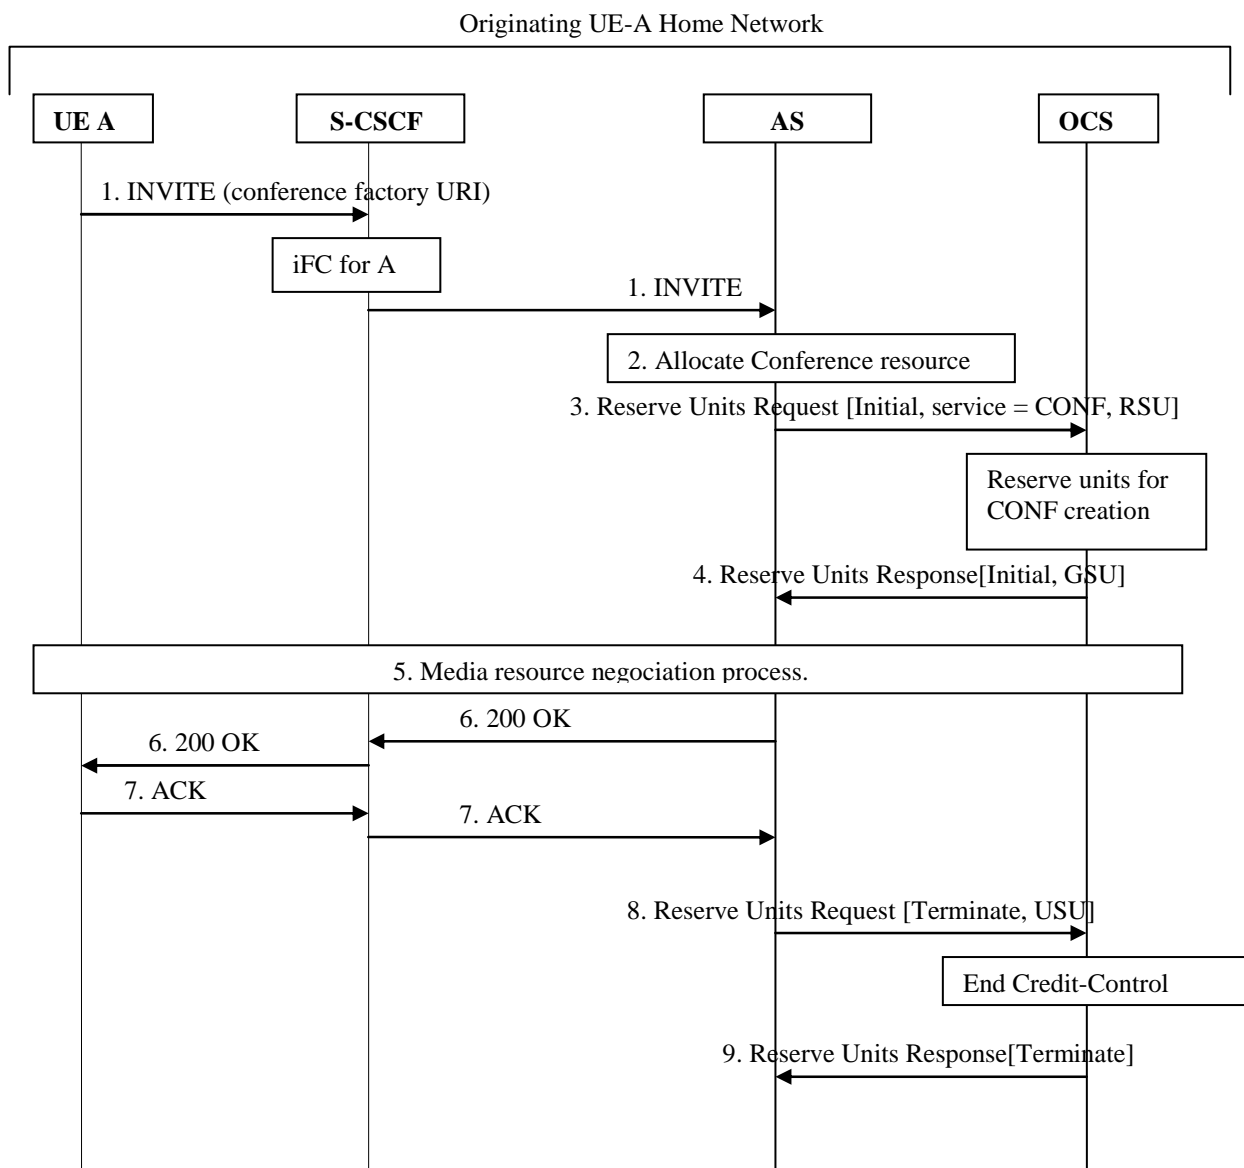 Originating UE-A Home Network
UE A
S-CSCF
AS
OCS
1. INVITE (conference factory URI)
iFC for A
1. INVITE
2. Allocate Conference resource
3. Reserve Units Request [Initial, service = CONF, RSU]
Reserve units for
CONF creation
4. Reserve Units Response[Initial, GSU]
5. Media resource negociation process.
6. 200 OK
6. 200 OK
7. ACK
7. ACK
8. Reserve Units Request [Terminate, USU]
End Credit-Control
9. Reserve Units Response[Terminate]